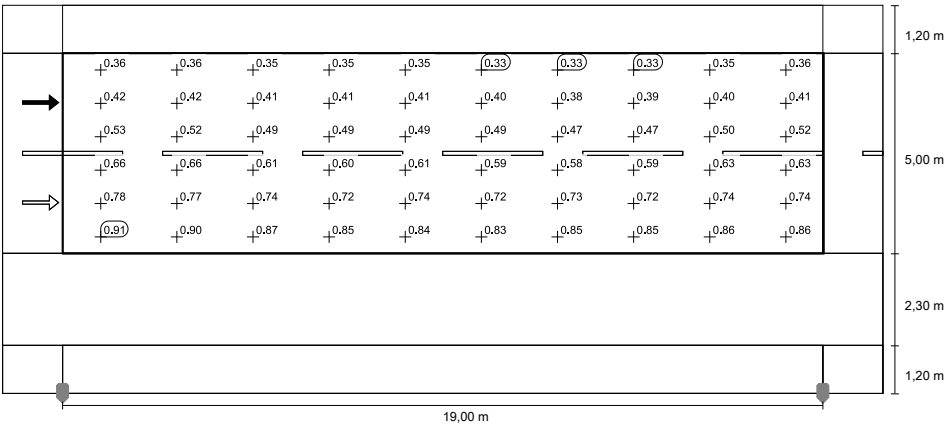 1,20 m
0.36 0.36 0.35 0.35 0.35 0.33 0.33 0.33 0.35 0.36
0.42 0.42 0.41 0.41 0.41 0.40 0.38 0.39 0.40 0.41
0.53 0.52 0.49 0.49 0.49 0.49 0.47 0.47 0.50 0.52
5,00 m
0.66 0.66 0.61 0.60 0.61 0.59 0.58 0.59 0.63 0.63
0.78 0.77 0.74 0.72 0.74 0.72 0.73 0.72 0.74 0.74
0.91 0.90 0.87 0.85 0.84 0.83 0.85 0.85 0.86 0.86
2,30 m
1,20 m
19,00 m